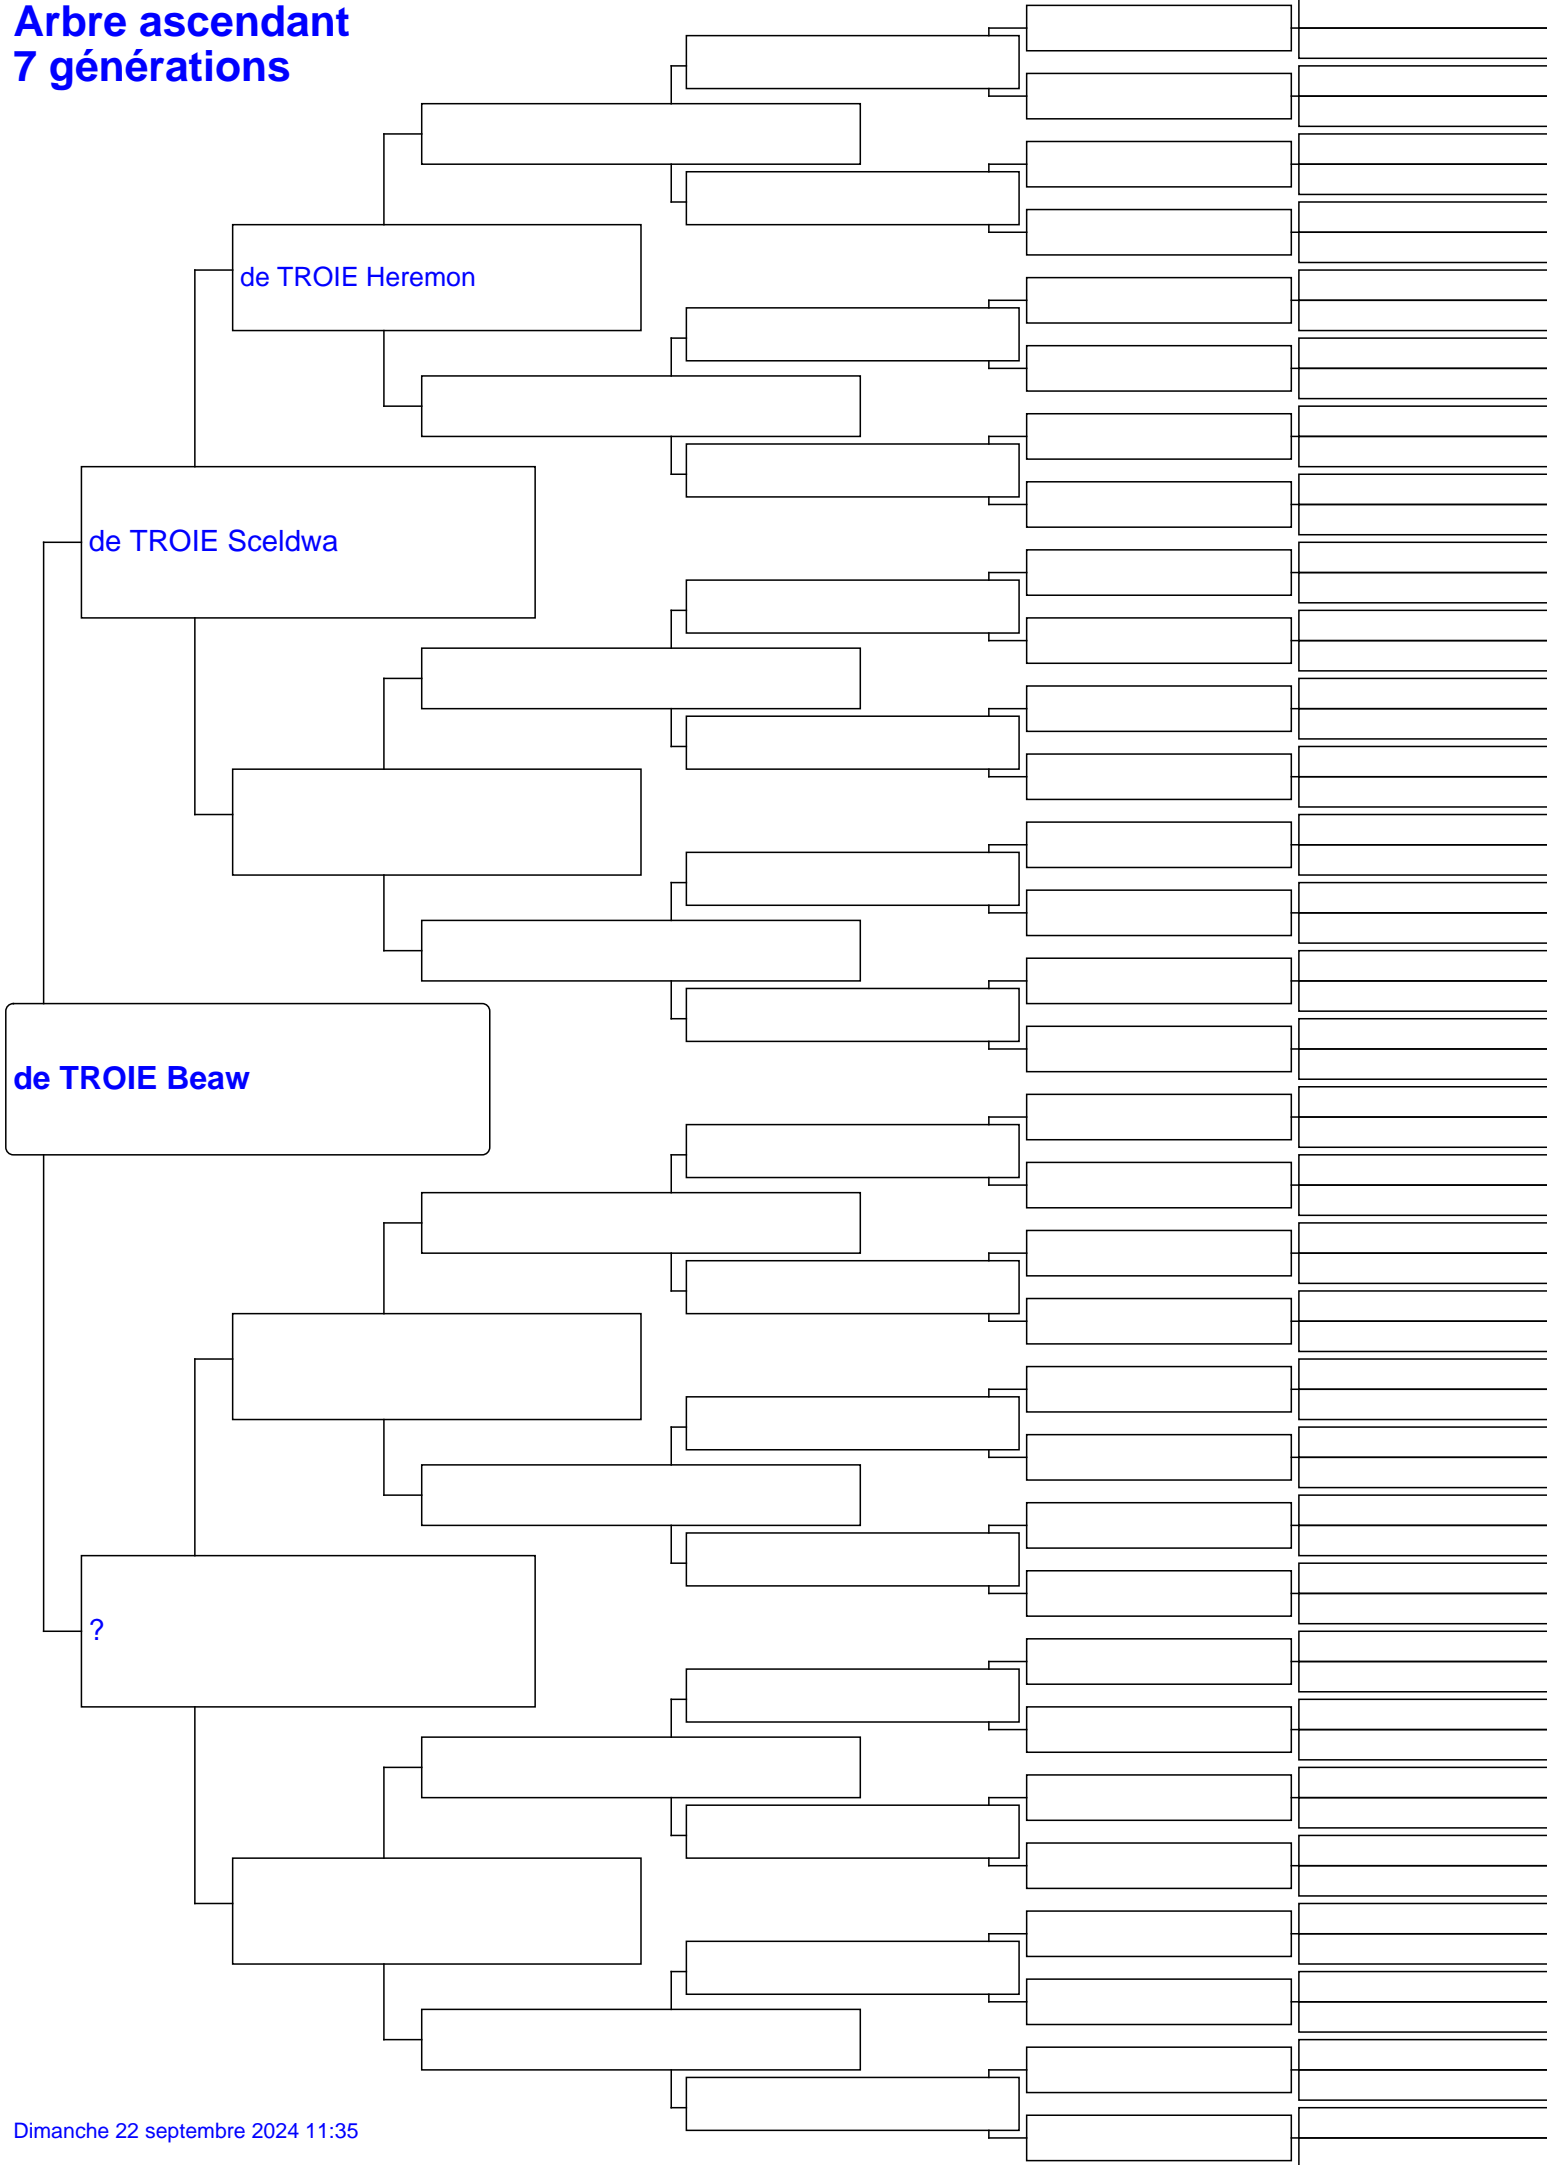 Arbre ascendant
7 générations
de TROIE Heremon
de TROIE Sceldwa
de TROIE Beaw
?
Dimanche 22 septembre 2024 11:35